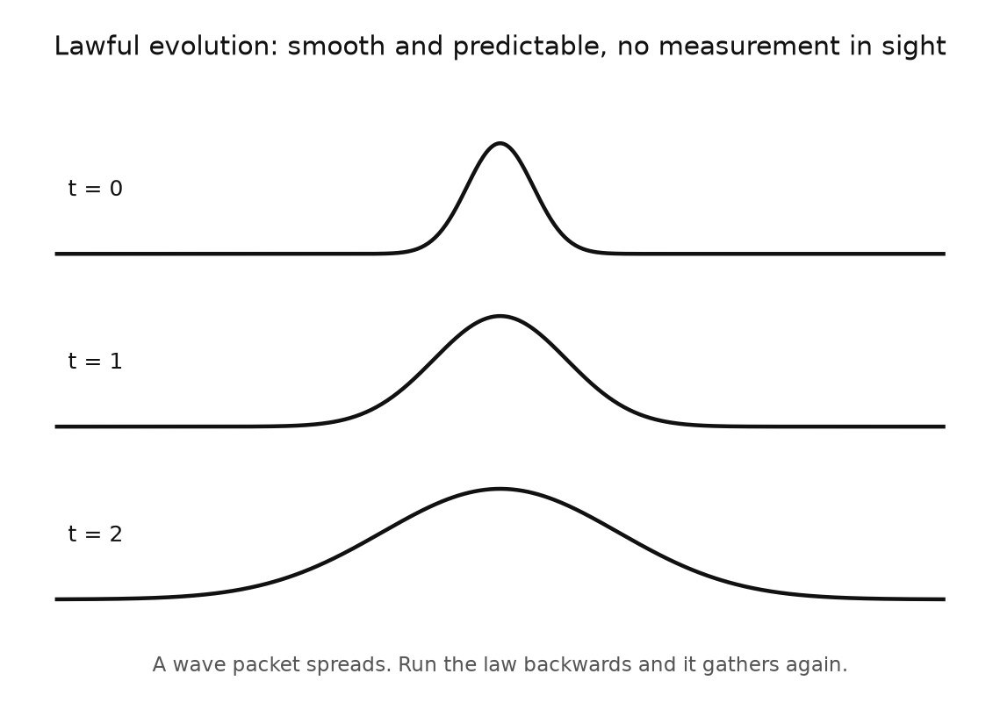 Lawful evolution: smooth and predictable, no measurement in sight
t = 0
t = 1
t = 2
A wave packet spreads. Run the law backwards and it gathers again.